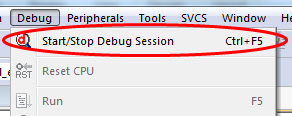 Debug Peripherals Tools SVCS Window
Start/Stop Debug Session Ctrl+F5
RST Reset CPU
Run F5